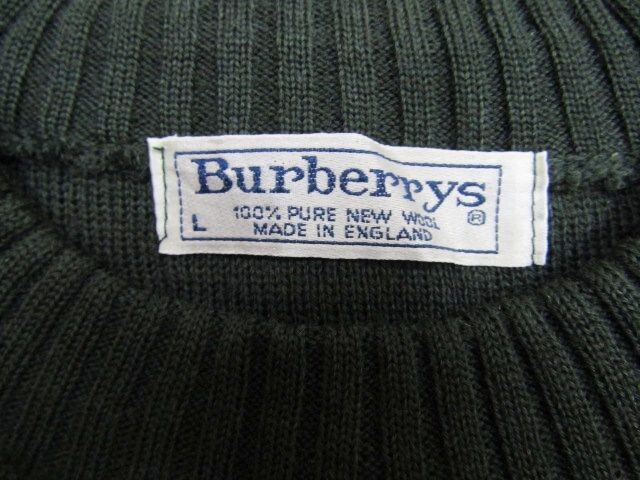 Burberrys
L 100% PURE NEW WOOL ®
MADE IN ENGLAND